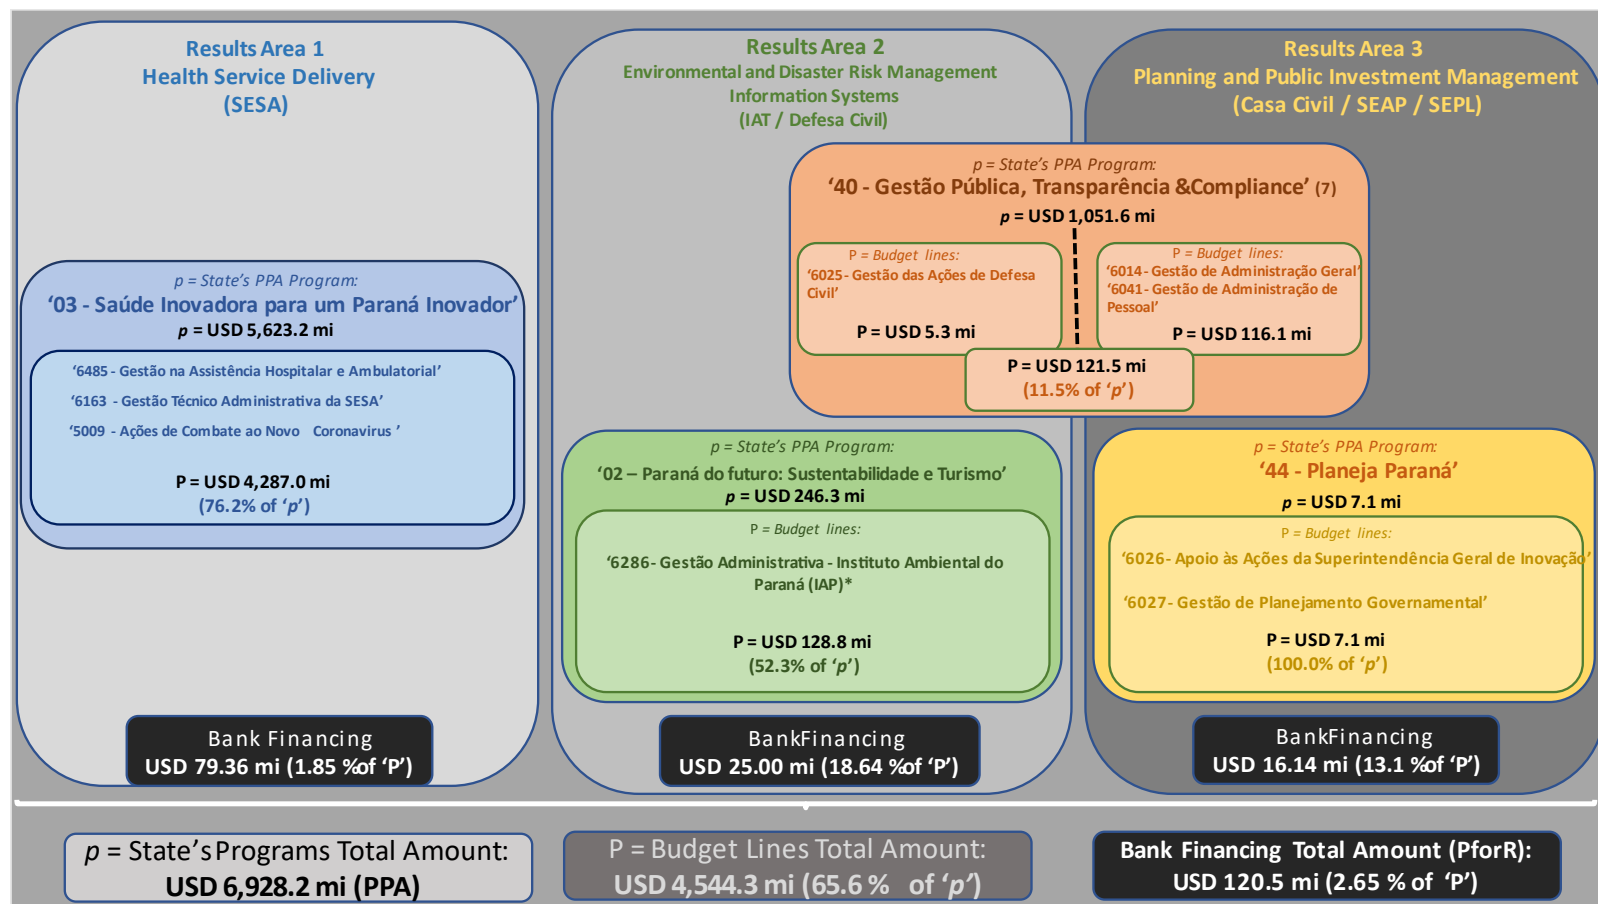 Results Area 1
Health Service Delivery
(SESA)
p = State's PPA Program:
‘03 - Saúde Inovadora para um Paraná Inovador’
p = USD 5,623.2 mi
‘6485 - Gestão na Assistência Hospitalar e Ambulatorial’
‘6163 - Gestão Técnico Administrativa da SESA’
‘5009 - Ações de Combate ao Novo Coronavirus ’
P = USD 4,287.0 mi
(76.2% of ‘p’)
Bank Financing
USD 79.36 mi (1.85 %of ‘P’)
Results Area 2
Environmental and Disaster Risk Management
Information Systems
(IAT / Defesa Civil)
Results Area 3
Planning and Public Investment Management
(Casa Civil / SEAP / SEPL)
p = State's PPA Program:
‘40 - Gestão Pública, Transparência &Compliance’ (7)
p = USD 1,051.6 mi
P = Budget lines:
‘6025 - Gestão das Ações de Defesa
Civil’
P = USD 5.3 mi
P = Budget lines:
‘6014 - Gestão de Administração Geral’
‘6041 - Gestão de Administração de
Pessoal’
P = USD 116.1 mi
P = USD 121.5 mi
(11.5% of ‘p’)
p = State's PPA Program:
‘02 – Paraná do futuro: Sustentabilidade e Turismo’
p = USD 246.3 mi
P = Budget lines:
‘6286 - Gestão Administrativa - Instituto Ambiental do
Paraná (IAP)*
P = USD 128.8 mi
(52.3% of ‘p’)
BankFinancing
USD 25.00 mi (18.64 %of ‘P’)
p = State's PPA Program:
‘44 - Planeja Paraná’
p = USD 7.1 mi
P = Budget lines:
‘6026 - Apoio às Ações da Superintendência Geral de Inovação’
‘6027 - Gestão de Planejamento Governamental’
P = USD 7.1 mi
(100.0% of ‘p’)
BankFinancing
USD 16.14 mi (13.1 %of ‘P’)
p = State's Programs Total Amount:
USD 6,928.2 mi (PPA)
P = Budget Lines Total Amount:
USD 4,544.3 mi (65.6 % of ‘p’)
Bank Financing Total Amount (PforR):
USD 120.5 mi (2.65 % of ‘P’)